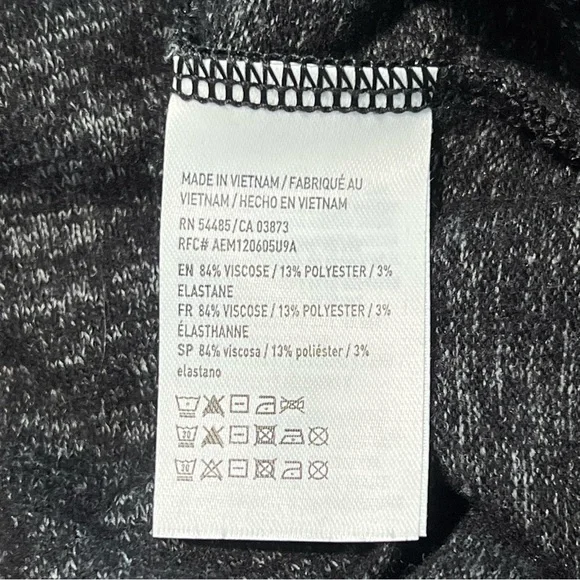 MADE IN VIETNAM / FABRIQUÉ AU
VIETNAM / HECHO EN VIETNAM
RN 54485 / CA 03873
RFC# AEM120605U9A
EN 84% VISCOSE / 13% POLYESTER / 3%
ELASTANE
FR 84% VISCOSE / 13% POLYESTER / 3%
ÉLASTHANNE
SP 84% viscosa / 13% poliéster / 3%
elastano